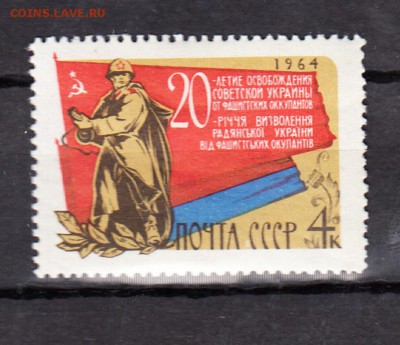 COINS.LAVE.RU
1964
20 -ЛЕТИЕ ОСВОБОЖДЕНИЯ
СОВЕТСКОЙ УКРАИНЫ
ОТ ФАШИСТСКИХ ОККУПАНТОВ
-РІЧЧЯ ВИЗВОЛЕННЯ
РАДЯНСЬКОЇ УКРАЇНИ
ВІД ФАШИСТСЬКИХ ОКУПАНТІВ
ПОЧТА СССР 4К